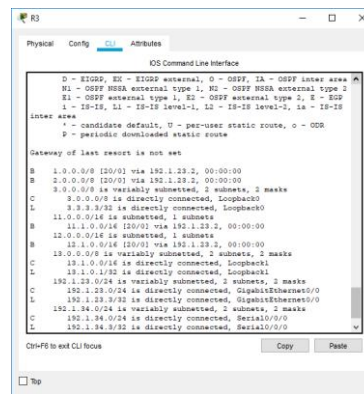 R3
Physical Config CLI Attributes
IOS Command Line Interface
D - EIGRP, EX - EIGRP external, O - OSPF, IA - OSPF inter area
N1 - OSPF NSSA external type 1, N2 - OSPF NSSA external type 2
E1 - OSPF external type 1, E2 - OSPF external type 2, E - EGP
i - IS-IS, L1 - IS-IS level-1, L2 - IS-IS level-2, ia - IS-IS
inter area
* - candidate default, U - per-user static route, o - ODR
P - periodic downloaded static route
Gateway of last resort is not set
B 1.0.0.0/8 [20/0] via 192.1.23.2, 00:00:00
B 2.0.0.0/8 [20/0] via 192.1.23.2, 00:00:00
3.0.0.0/8 is variably subnetted, 2 subnets, 2 masks
C 3.0.0.0/8 is directly connected, Loopback0
L 3.3.3.3/32 is directly connected, Loopback0
11.0.0.0/16 is subnetted, 1 subnets
B 11.1.0.0/16 [20/0] via 192.1.23.2, 00:00:00
12.0.0.0/16 is subnetted, 1 subnets
B 12.1.0.0/16 [20/0] via 192.1.23.2, 00:00:00
13.0.0.0/8 is variably subnetted, 2 subnets, 2 masks
C 13.1.0.0/16 is directly connected, Loopback1
L 13.1.0.1/32 is directly connected, Loopback1
192.1.23.0/24 is variably subnetted, 2 subnets, 2 masks
C 192.1.23.0/24 is directly connected, GigabitEthernet0/0
L 192.1.23.3/32 is directly connected, GigabitEthernet0/0
192.1.34.0/24 is variably subnetted, 2 subnets, 2 masks
C 192.1.34.0/24 is directly connected, Serial0/0/0
L 192.1.34.3/32 is directly connected, Serial0/0/0
Ctrl+F6 to exit CLI focus Copy Paste
Top